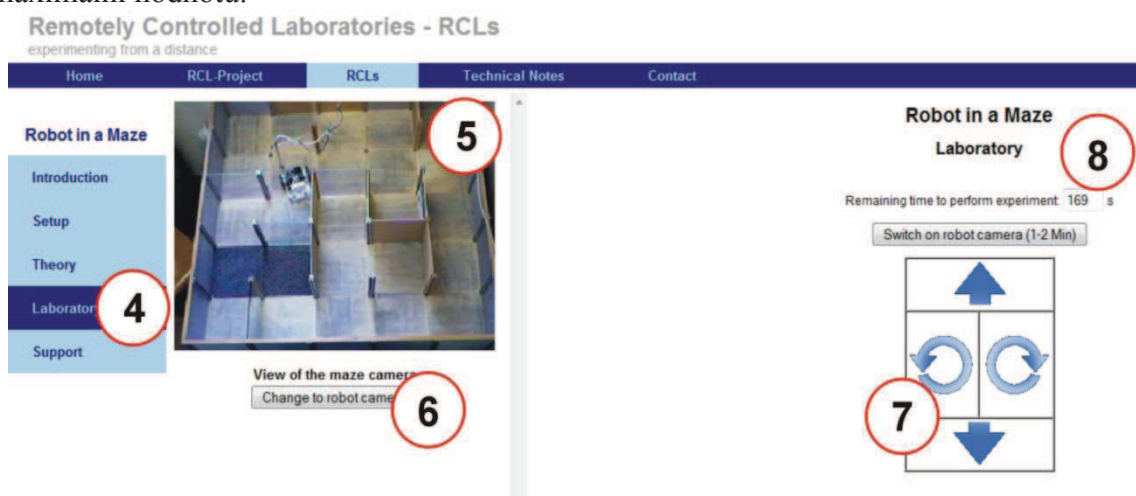 hodnotu.
Remotely Controlled Laboratories - RCLs
experimenting from a distance
Home RCL-Project RCLs Technical Notes Contact
Robot in a Maze
Introduction
Setup
Theory
Laboratory
Support
4
5
View of the maze camera
Change to robot came
6
Robot in a Maze
Laboratory
8
Remaining time to perform experiment: 169 s
Switch on robot camera (1-2 Min)
7